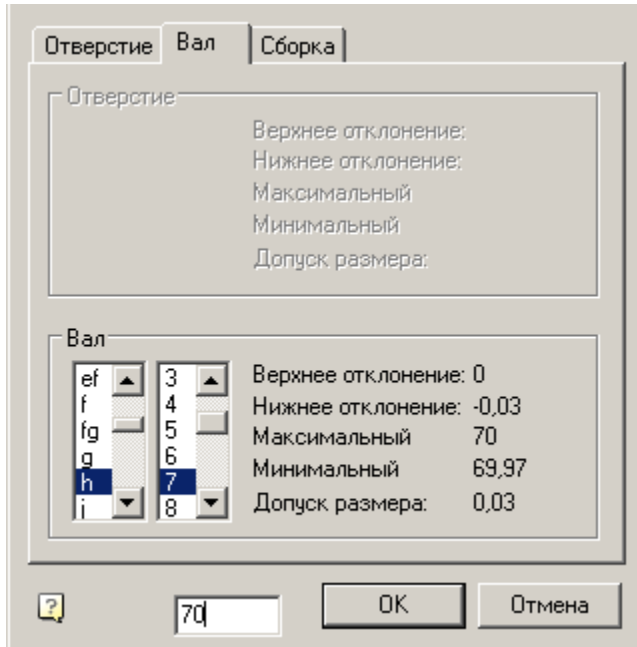 Отверстие Вал Сборка
Отверстие
Верхнее отклонение:
Нижнее отклонение:
Максимальный
Минимальный
Допуск размера:
Вал
ef 3 Верхнее отклонение: 0
f 4 Нижнее отклонение: -0,03
fg 5 Максимальный 70
g 6 Минимальный 69,97
h 7
j 8 Допуск размера: 0,03
? 70 OK Отмена